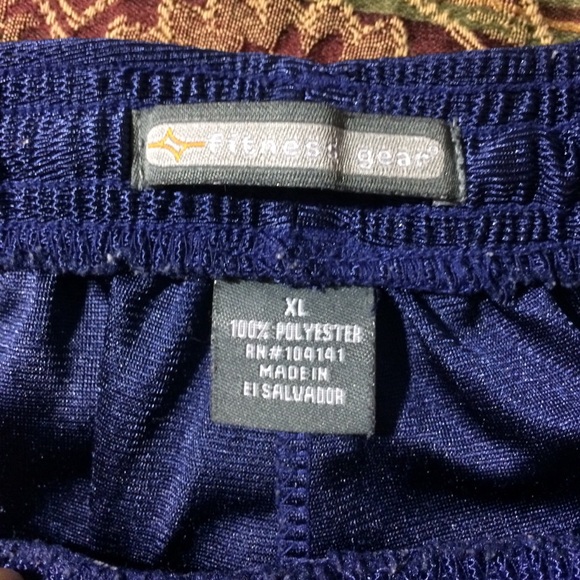 fitness gear
XL
100% POLYESTER
RN#104141
MADE IN
El SALVADOR